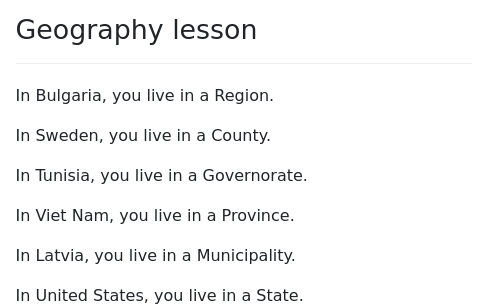 Geography lesson
In Bulgaria, you live in a Region.
In Sweden, you live in a County.
In Tunisia, you live in a Governorate.
In Viet Nam, you live in a Province.
In Latvia, you live in a Municipality.
In United States, you live in a State.